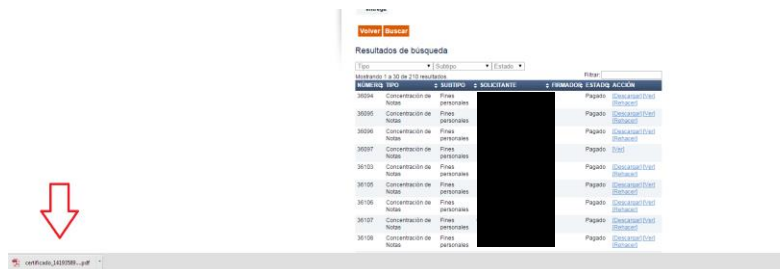 entrega
Volver Buscar
Resultados de búsqueda
Tipo Subtipo Estado
Mostrando 1 a 30 de 210 resultados Filtrar:
NÚMERO TIPO SUBTIPO SOLICITANTE FIRMADOR ESTADO ACCIÓN
36094 Concentración de Fines Pagado [Descargar] [Ver]
Notas personales [Rehacer]
36095 Concentración de Fines Pagado [Descargar] [Ver]
Notas personales [Rehacer]
36096 Concentración de Fines Pagado [Descargar] [Ver]
Notas personales [Rehacer]
36097 Concentración de Fines Pagado [Ver]
Notas personales
36103 Concentración de Fines Pagado [Descargar] [Ver]
Notas personales [Rehacer]
36105 Concentración de Fines Pagado [Descargar] [Ver]
Notas personales [Rehacer]
36106 Concentración de Fines Pagado [Descargar] [Ver]
Notas personales [Rehacer]
36107 Concentración de Fines Pagado [Descargar] [Ver]
Notas personales [Rehacer]
36108 Concentración de Fines Pagado [Descargar] [Ver]
Notas personales [Rehacer]